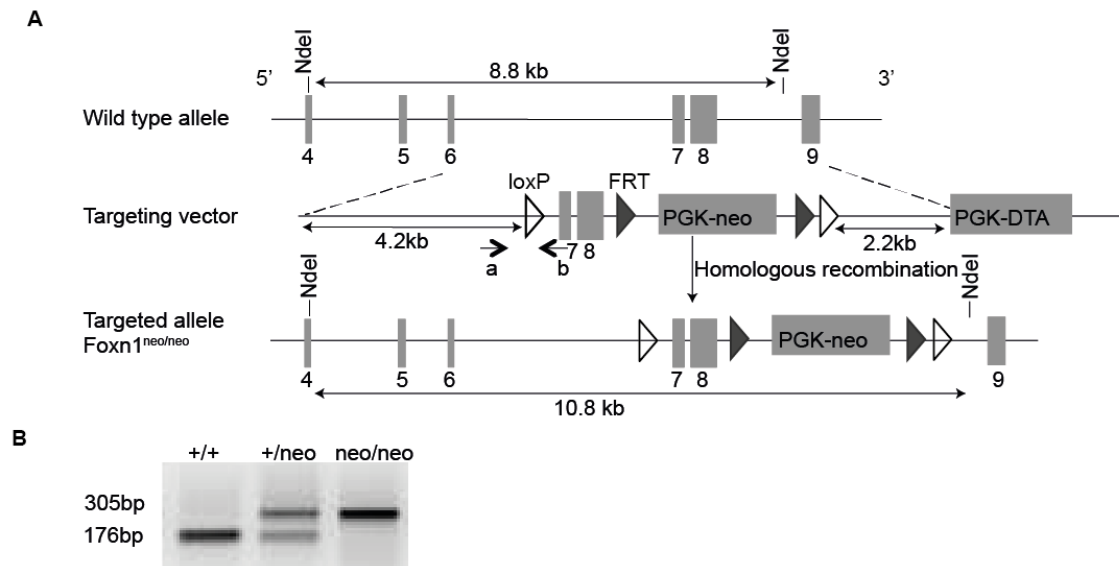 A
NdeI
NdeI
5'
8.8 kb
3'
Wild type allele
4
5
6
7
8
9
loxP
FRT
Targeting vector
PGK-neo
PGK-DTA
4.2kb
7
8
2.2kb
a
b
Homologous recombination
NdeI
NdeI
Targeted allele
Foxn1neo/neo
PGK-neo
4
5
6
7
8
9
10.8 kb
B
+/+
+/neo
neo/neo
305bp
176bp